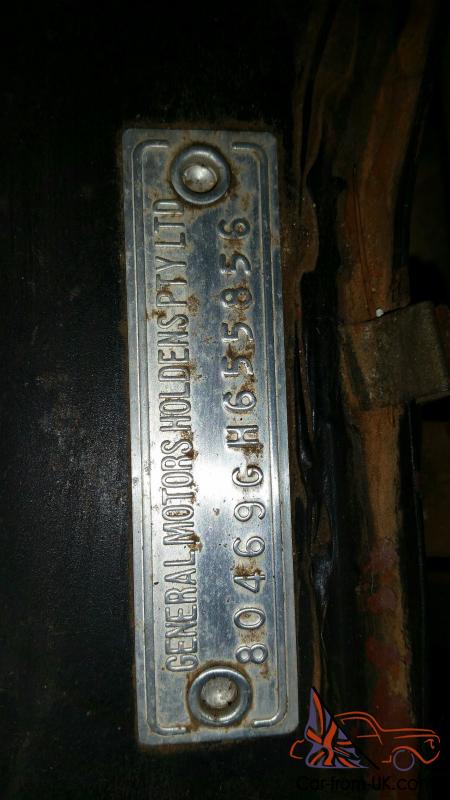 GENERAL MOTORS HOLDENS PTY LTD
80469GH655856
Car-from-UK.com